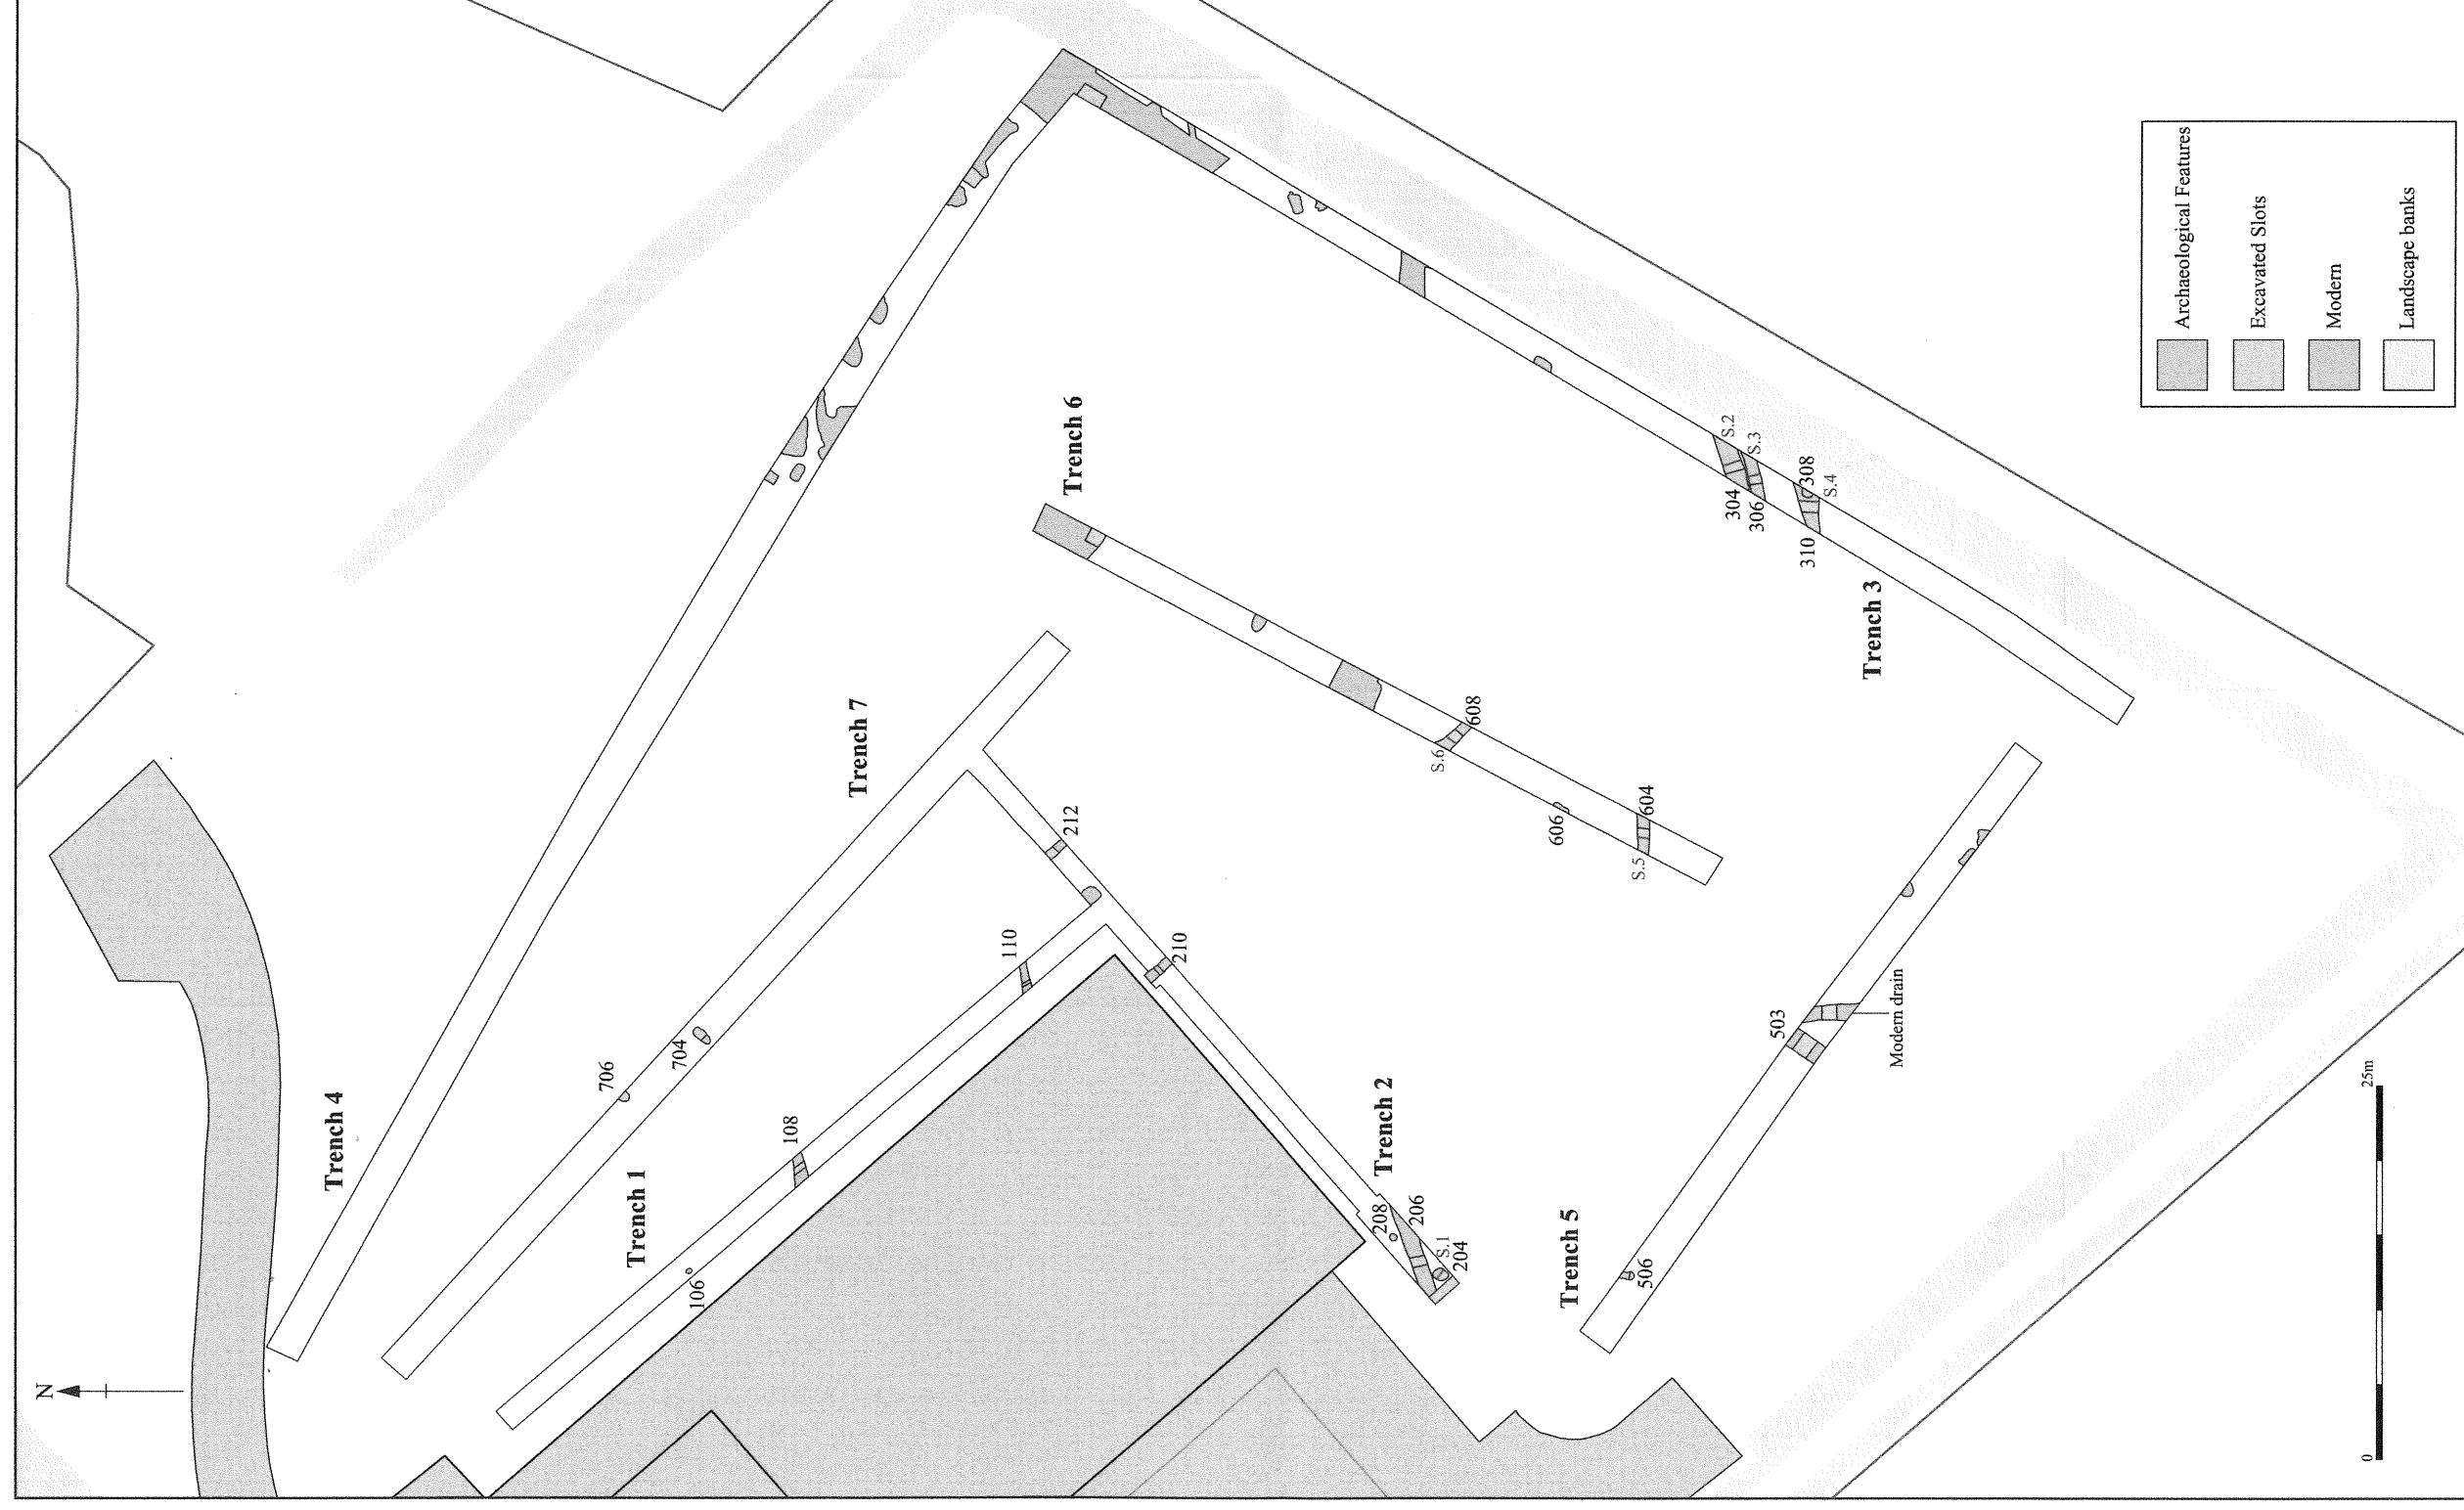 N
Trench 4
Trench 7
Trench 6
706
704
Trench 1
108
106
110
212
210
Trench 2
208
206
S.1
204
S.6
608
606
604
S.5
S.2
S.3
304
306
308
S.4
310
Trench 3
Trench 5
506
503
Modern drain
Archaeological Features
Excavated Slots
Modern
Landscape banks
0
25m